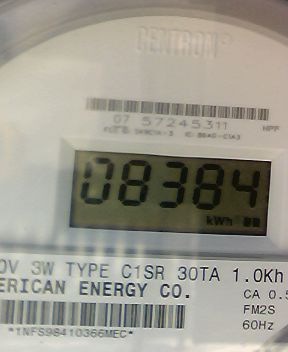 CENTRON®
07 57245311
08384
kWh
0V 3W TYPE C1SR 30TA 1.0Kh
ERICAN ENERGY CO.
CA 0.5
FM2S
*1NFS98410366MEC*
60Hz